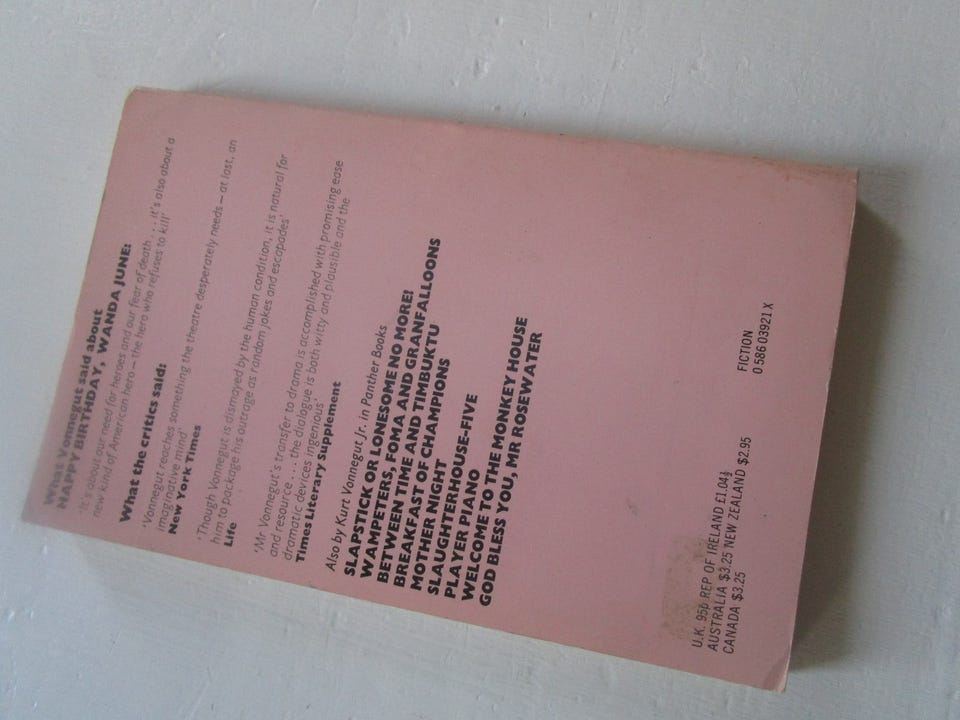 What Vonnegut said about
HAPPY BIRTHDAY, WANDA JUNE:
'It's about our need for heroes and our fear of death ... it's also about a
new kind of American hero – the hero who refuses to kill'
What the critics said:
'Vonnegut reaches something the theatre desperately needs – at last, an
imaginative mind'
New York Times
'Though Vonnegut is dismayed by the human condition, it is natural for
him to package his outrage as random jokes and escapades'
Life
'Mr Vonnegut's transfer to drama is accomplished with promising ease
and resource ... the dialogue is both witty and plausible and the
dramatic devices ingenious'
Times Literary Supplement
Also by Kurt Vonnegut Jr. in Panther Books
SLAPSTICK OR LONESOME NO MORE!
WAMPETERS, FOMA AND GRANFALLOONS
BETWEEN TIME AND TIMBUKTU
BREAKFAST OF CHAMPIONS
MOTHER NIGHT
SLAUGHTERHOUSE-FIVE
PLAYER PIANO
WELCOME TO THE MONKEY HOUSE
GOD BLESS YOU, MR ROSEWATER
U.K. 95p REP OF IRELAND £1.04½
AUSTRALIA $3.25 NEW ZEALAND $2.95
CANADA $3.25
FICTION
0 586 03921 X